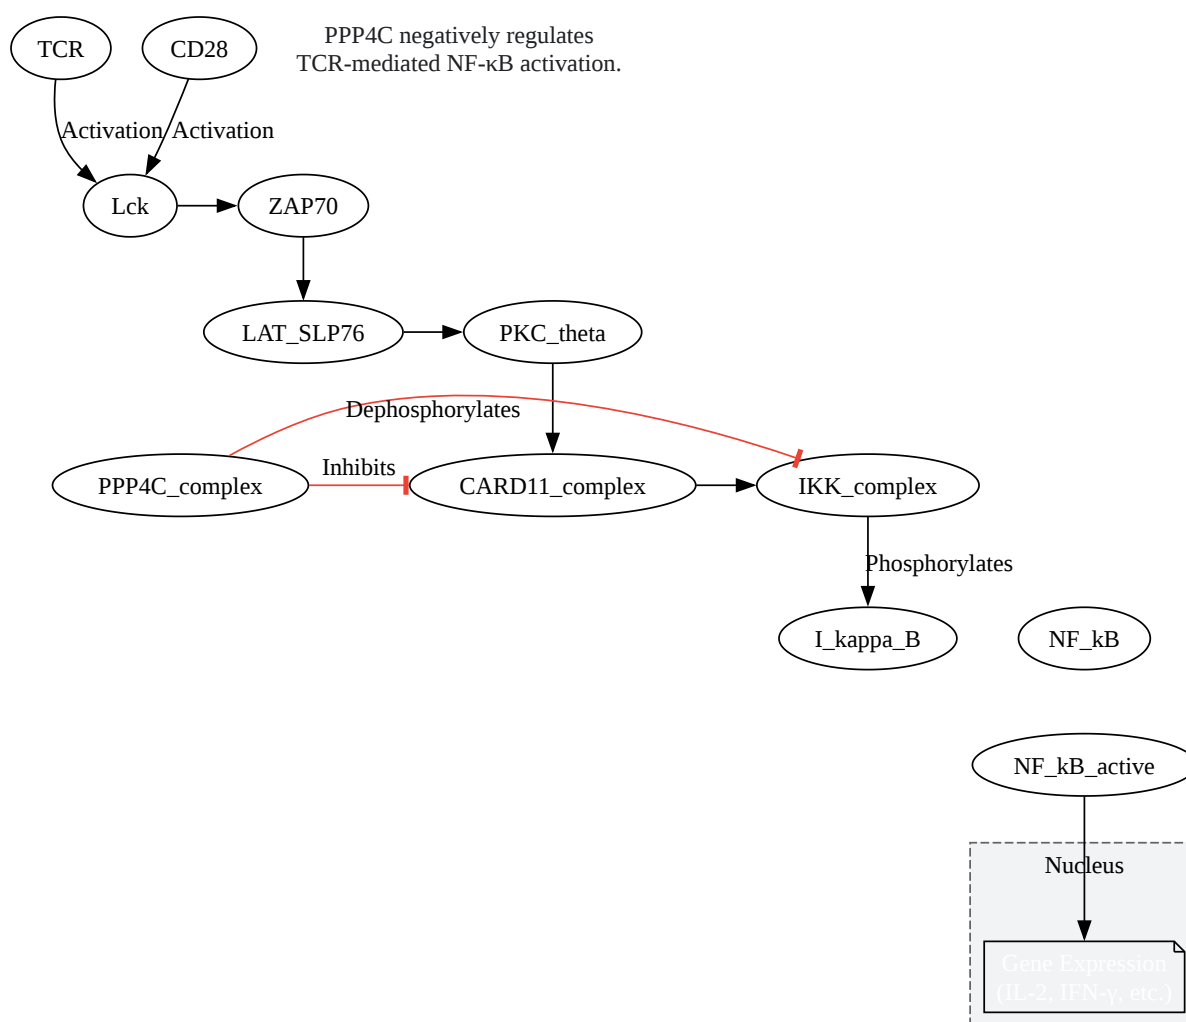 TCR
CD28
PPP4C negatively regulates
TCR-mediated NF-κB activation.
Activation
Activation
Lck
ZAP70
LAT_SLP76
PKC_theta
Dephosphorylates
PPP4C_complex
Inhibits
CARD11_complex
IKK_complex
Phosphorylates
I_kappa_B
NF_kB
NF_kB_active
Nucleus
Gene Expression
(IL-2, IFN-γ, etc.)